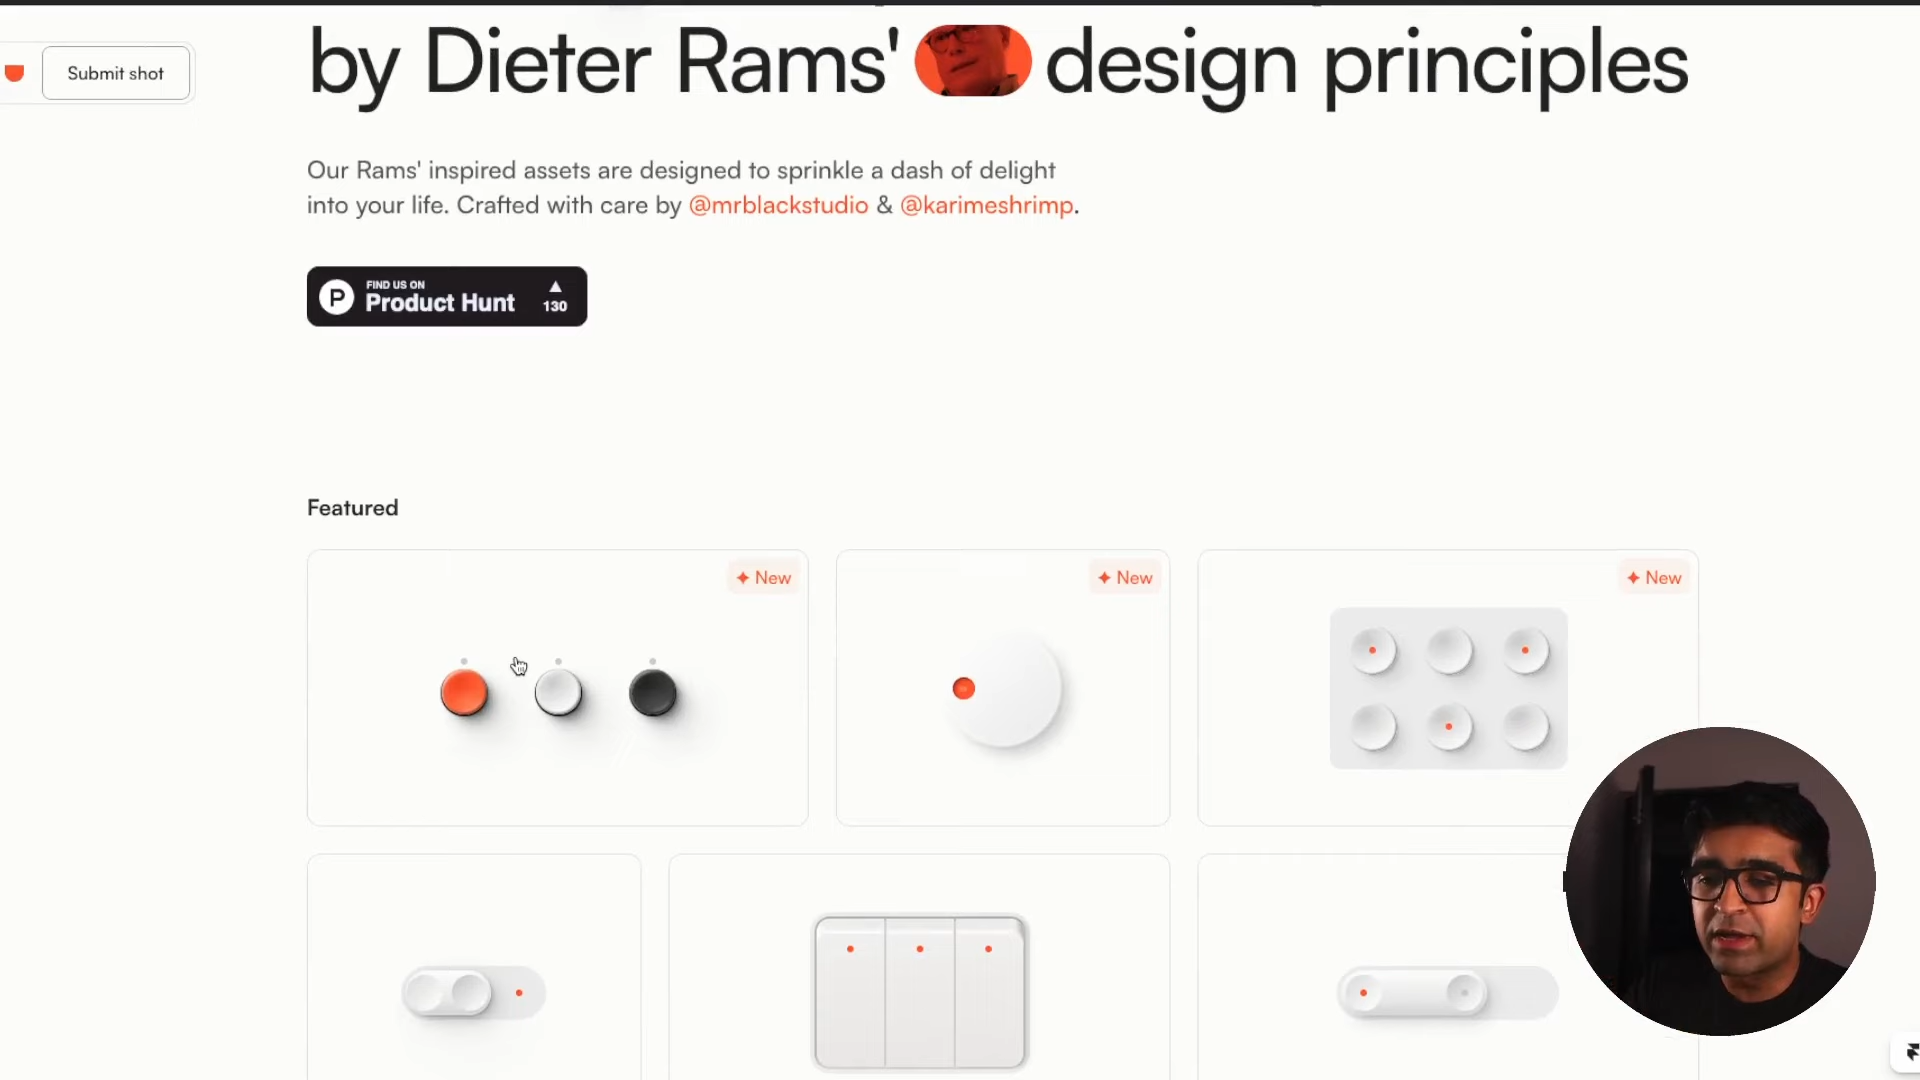 by Dieter Rams' design principles
Submit shot
Our Rams' inspired assets are designed to sprinkle a dash of delight
into your life. Crafted with care by @mrblackstudio & @karimeshrimp.
P FIND US ON
Product Hunt
130
Featured
New
New
New